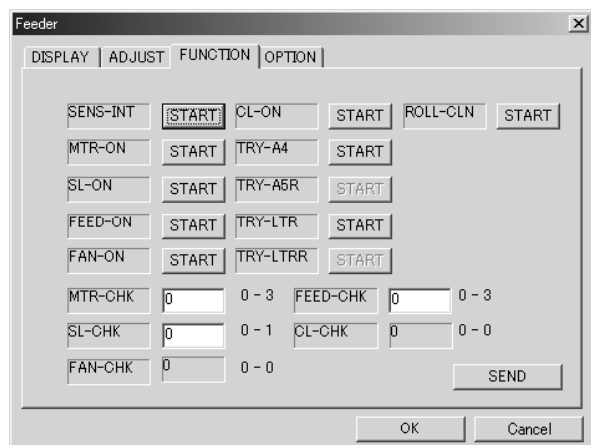 Feeder
DISPLAY ADJUST FUNCTION OPTION
SENS-INT START CL-ON START ROLL-CLN START
MTR-ON START TRY-A4 START
SL-ON START TRY-A5R START
FEED-ON START TRY-LTR START
FAN-ON START TRY-LTRR START
MTR-CHK 0 0 - 3 FEED-CHK 0 0 - 3
SL-CHK 0 0 - 1 CL-CHK 0 0 - 0
FAN-CHK 0 0 - 0
SEND
OK Cancel